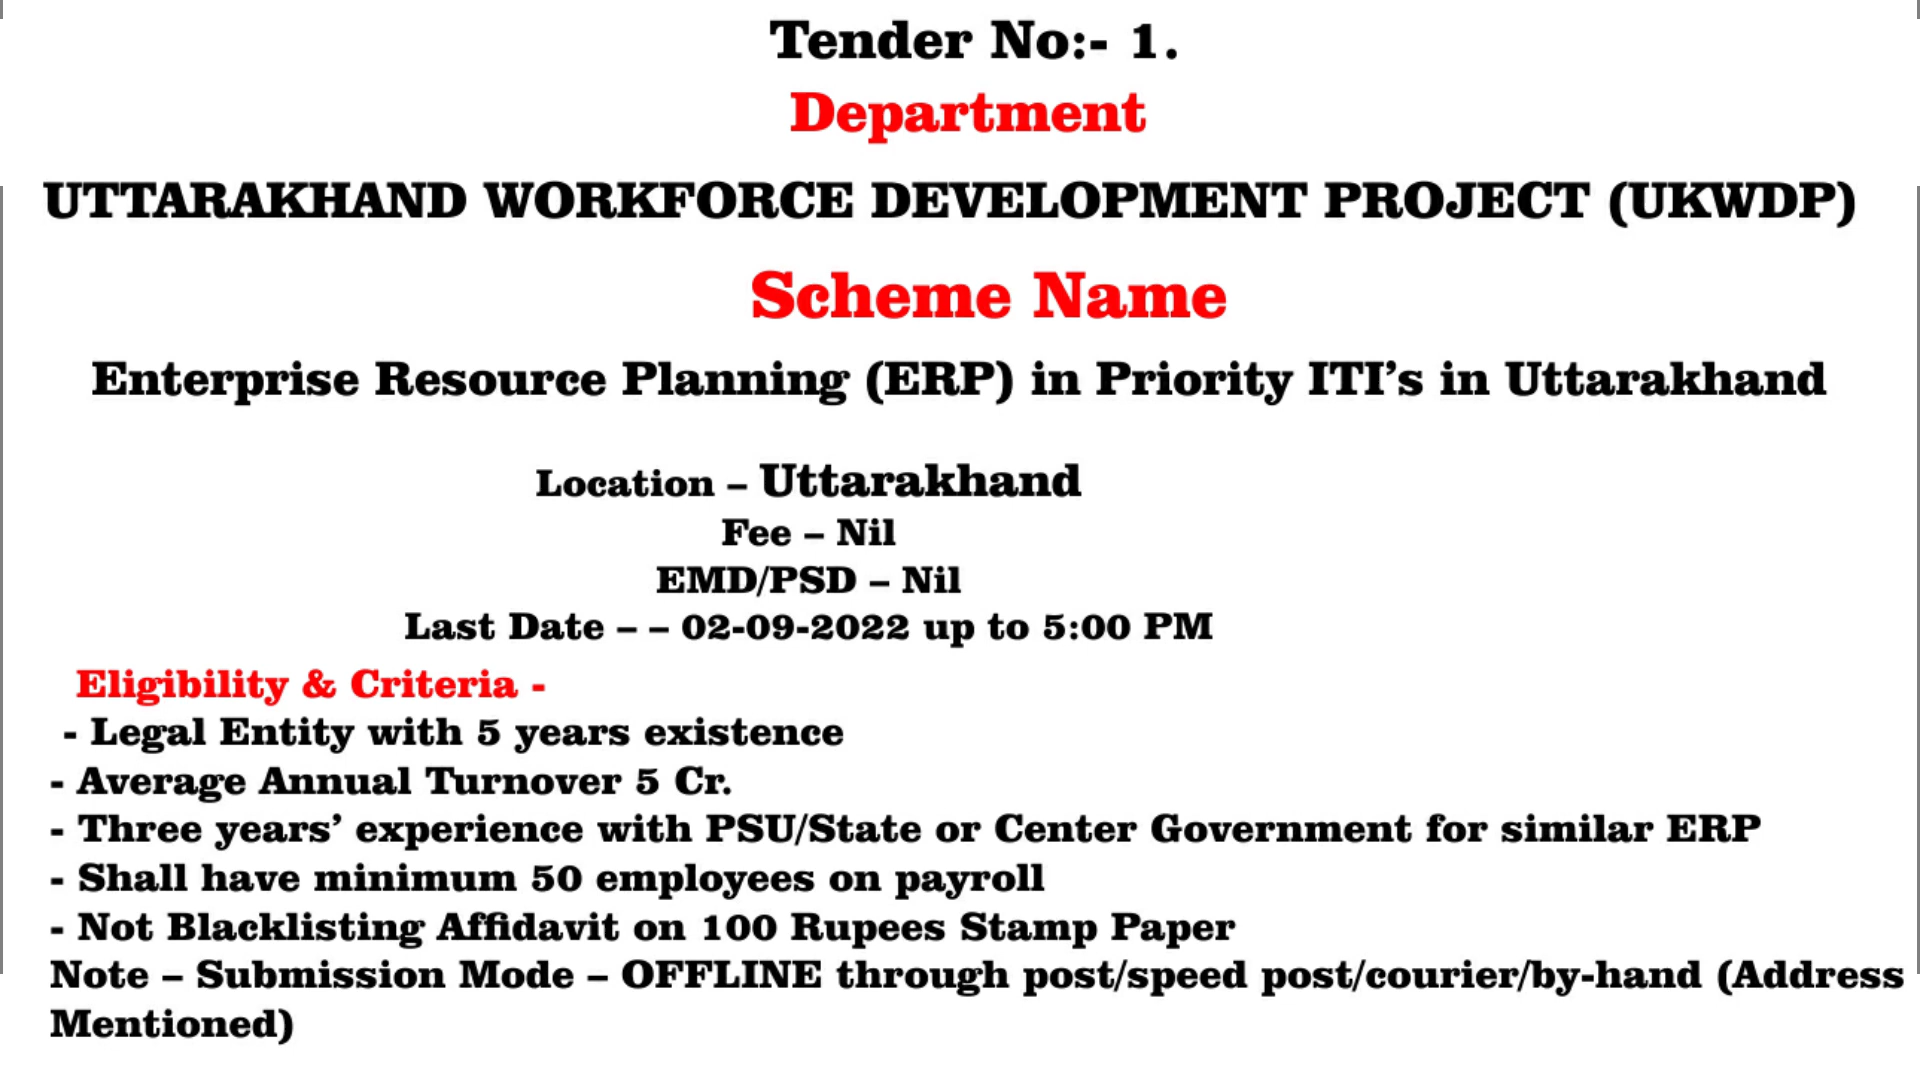 Tender No:- 1.
Department
UTTARAKHAND WORKFORCE DEVELOPMENT PROJECT (UKWDP)
Scheme Name
Enterprise Resource Planning (ERP) in Priority ITI’s in Uttarakhand
Location – Uttarakhand
Fee – Nil
EMD/PSD – Nil
Last Date – – 02-09-2022 up to 5:00 PM
Eligibility & Criteria -
- Legal Entity with 5 years existence
- Average Annual Turnover 5 Cr.
- Three years’ experience with PSU/State or Center Government for similar ERP
- Shall have minimum 50 employees on payroll
- Not Blacklisting Affidavit on 100 Rupees Stamp Paper
Note – Submission Mode – OFFLINE through post/speed post/courier/by-hand (Address
Mentioned)